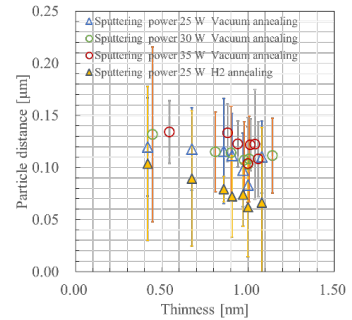 0.25
Sputtering power 25 W Vacuum annealing
Sputtering power 30 W Vacuum annealing
0.20
Sputtering power 35 W Vacuum annealing
Sputtering power 25 W H2 annealing
0.15
Particle distance [μm]
0.10
0.05
0.00
0.00 0.50 1.00 1.50
Thinness [nm]